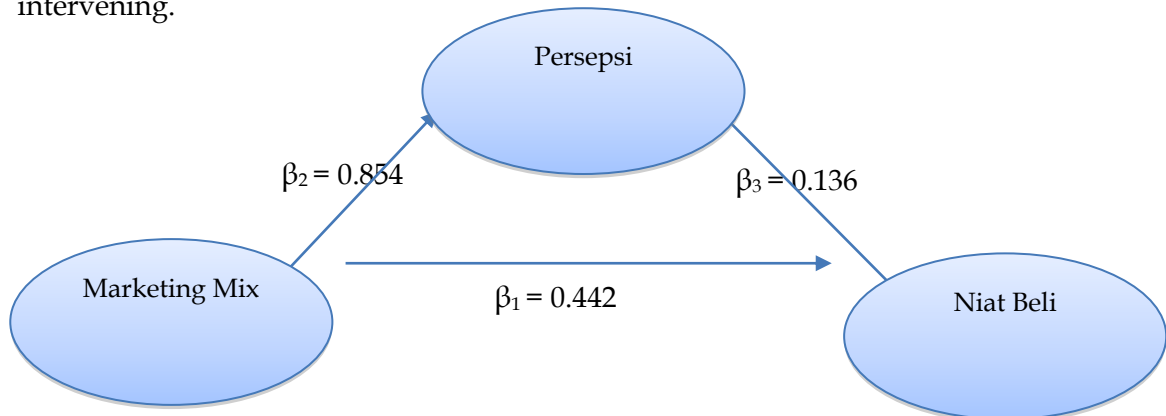 intervening.
Persepsi
β₂ = 0.854
β₃ = 0.136
Marketing Mix
β₁ = 0.442
Niat Beli